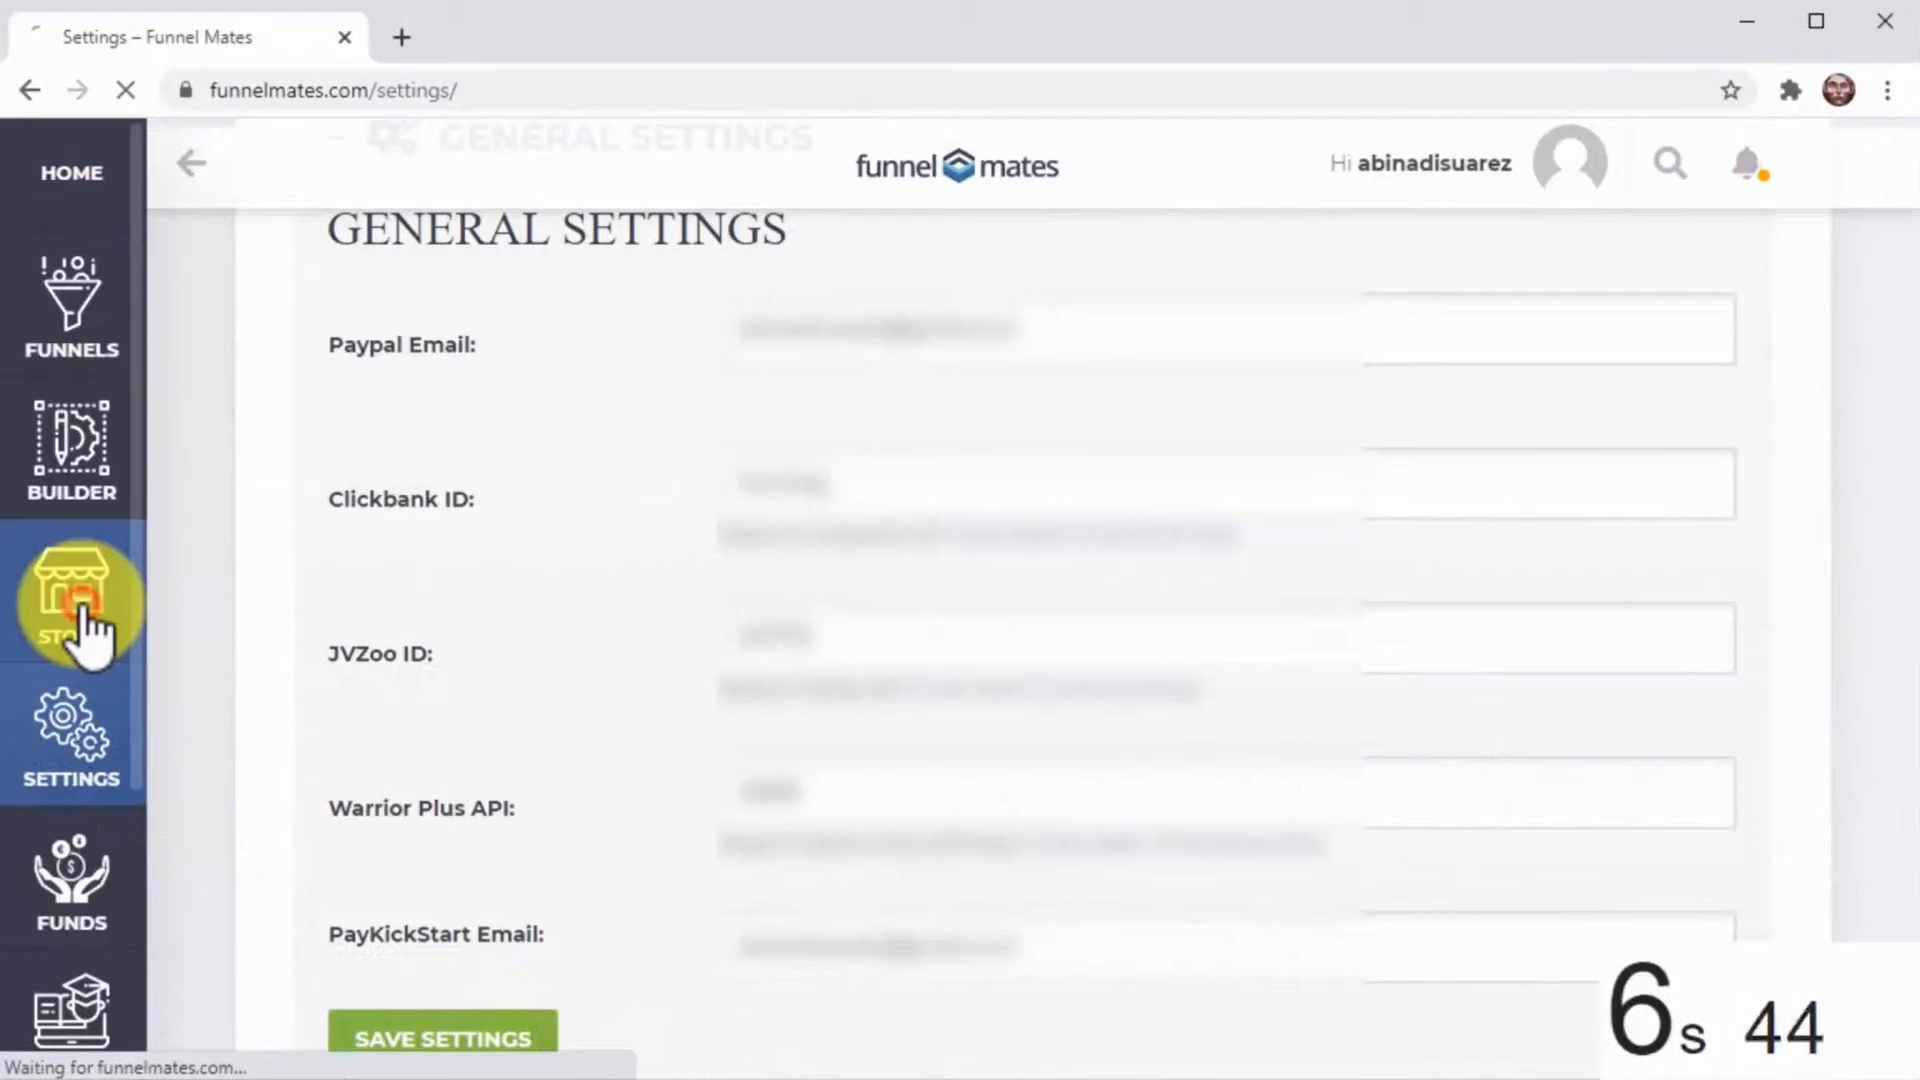 Settings – Funnel Mates
funnelmates.com/settings/
HOME
FUNNELS
BUILDER
SETTINGS
FUNDS
GENERAL SETTINGS
funnel mates
Hi abinadisuarez
GENERAL SETTINGS
Paypal Email:
Clickbank ID:
JVZoo ID:
Warrior Plus API:
PayKickStart Email:
SAVE SETTINGS
Waiting for funnelmates.com...
6s 44